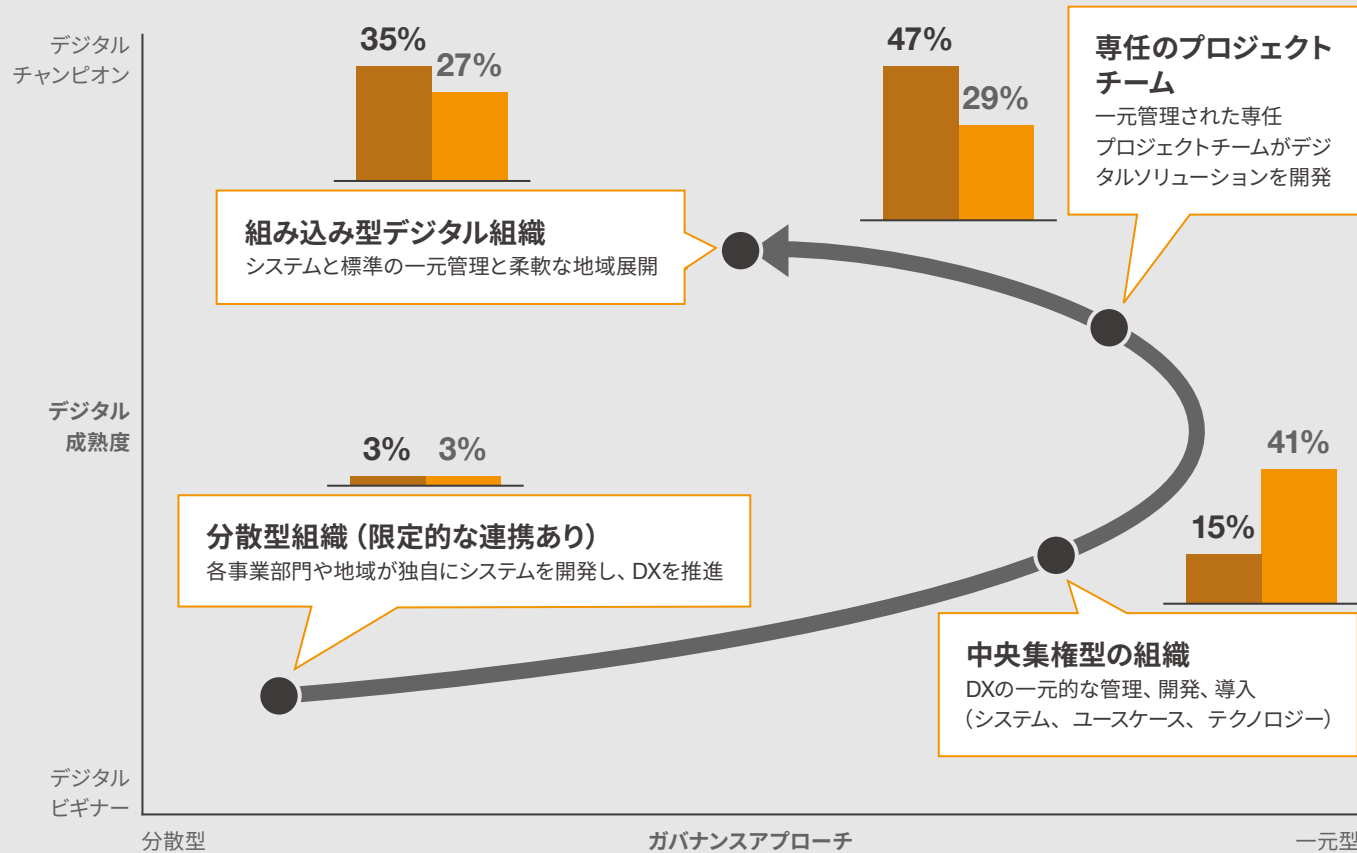 デジタル
チャンピオン
35%
27%
47%
29%
専任のプロジェクト
チーム
一元管理された専任
プロジェクトチームがデジ
タルソリューションを開発
組み込み型デジタル組織
システムと標準の一元管理と柔軟な地域展開
デジタル
成熟度
3%
3%
41%
15%
分散型組織（限定的な連携あり）
各事業部門や地域が独自にシステムを開発し、DXを推進
中央集権型の組織
DXの一元的な管理、開発、導入
（システム、ユースケース、テクノロジー）
デジタル
ビギナー
分散型
ガバナンスアプローチ
一元型